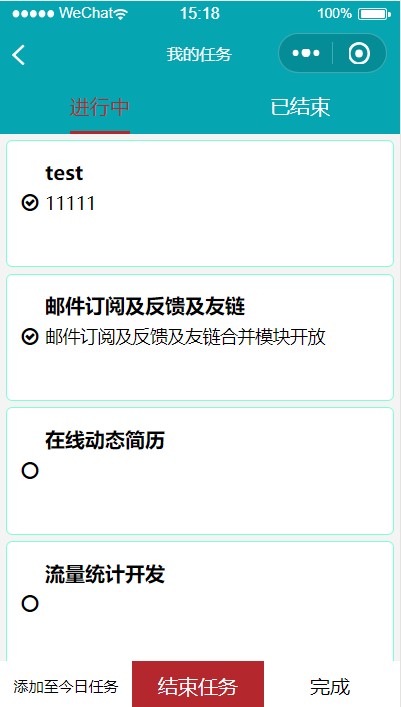 WeChat 15:18 100%
我的任务
进行中 已结束
test
11111
邮件订阅及反馈及友链
邮件订阅及反馈及友链合并模块开放
在线动态简历
流量统计开发
添加至今日任务 结束任务 完成